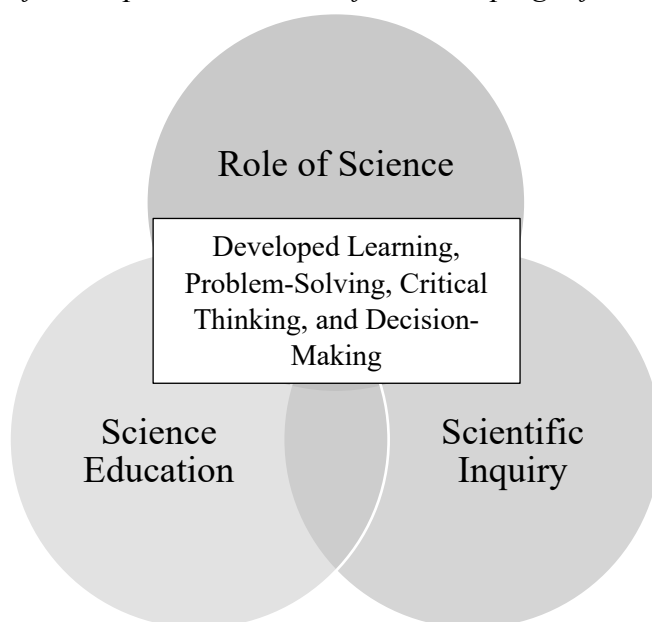 Role of Science
Developed Learning,
Problem-Solving, Critical
Thinking, and Decision-
Making
Science
Education
Scientific
Inquiry